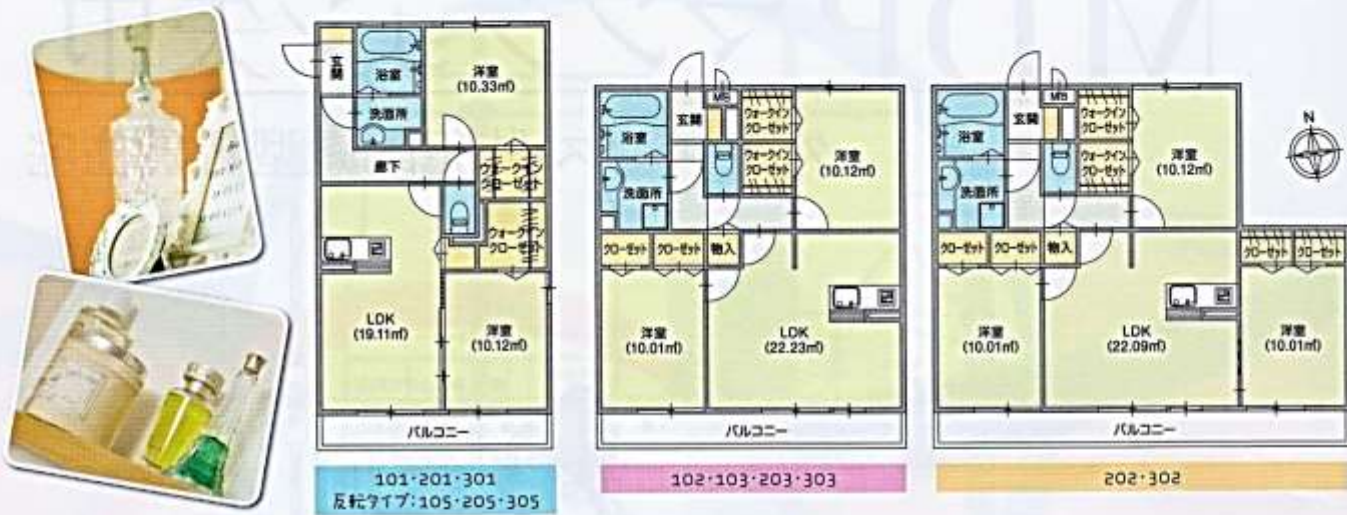 玄関
浴室
洋室
(10.33㎡)
洗面所
廊下
ウォークイン
クローゼット
ウォークイン
クローゼット
LDK
(19.11㎡)
洋室
(10.12㎡)
バルコニー
101・201・301
反転タイプ:105・205・305
MB
玄関
浴室
ウォークイン
クローゼット
ウォークイン
クローゼット
洋室
(10.12㎡)
洗面所
クローゼット
クローゼット
物入
洋室
(10.01㎡)
LDK
(22.23㎡)
バルコニー
102・103・203・303
MB
玄関
浴室
ウォークイン
クローゼット
ウォークイン
クローゼット
洋室
(10.12㎡)
洗面所
クローゼット
クローゼット
物入
クローゼット
クローゼット
洋室
(10.01㎡)
LDK
(22.09㎡)
洋室
(10.01㎡)
バルコニー
202・302
N